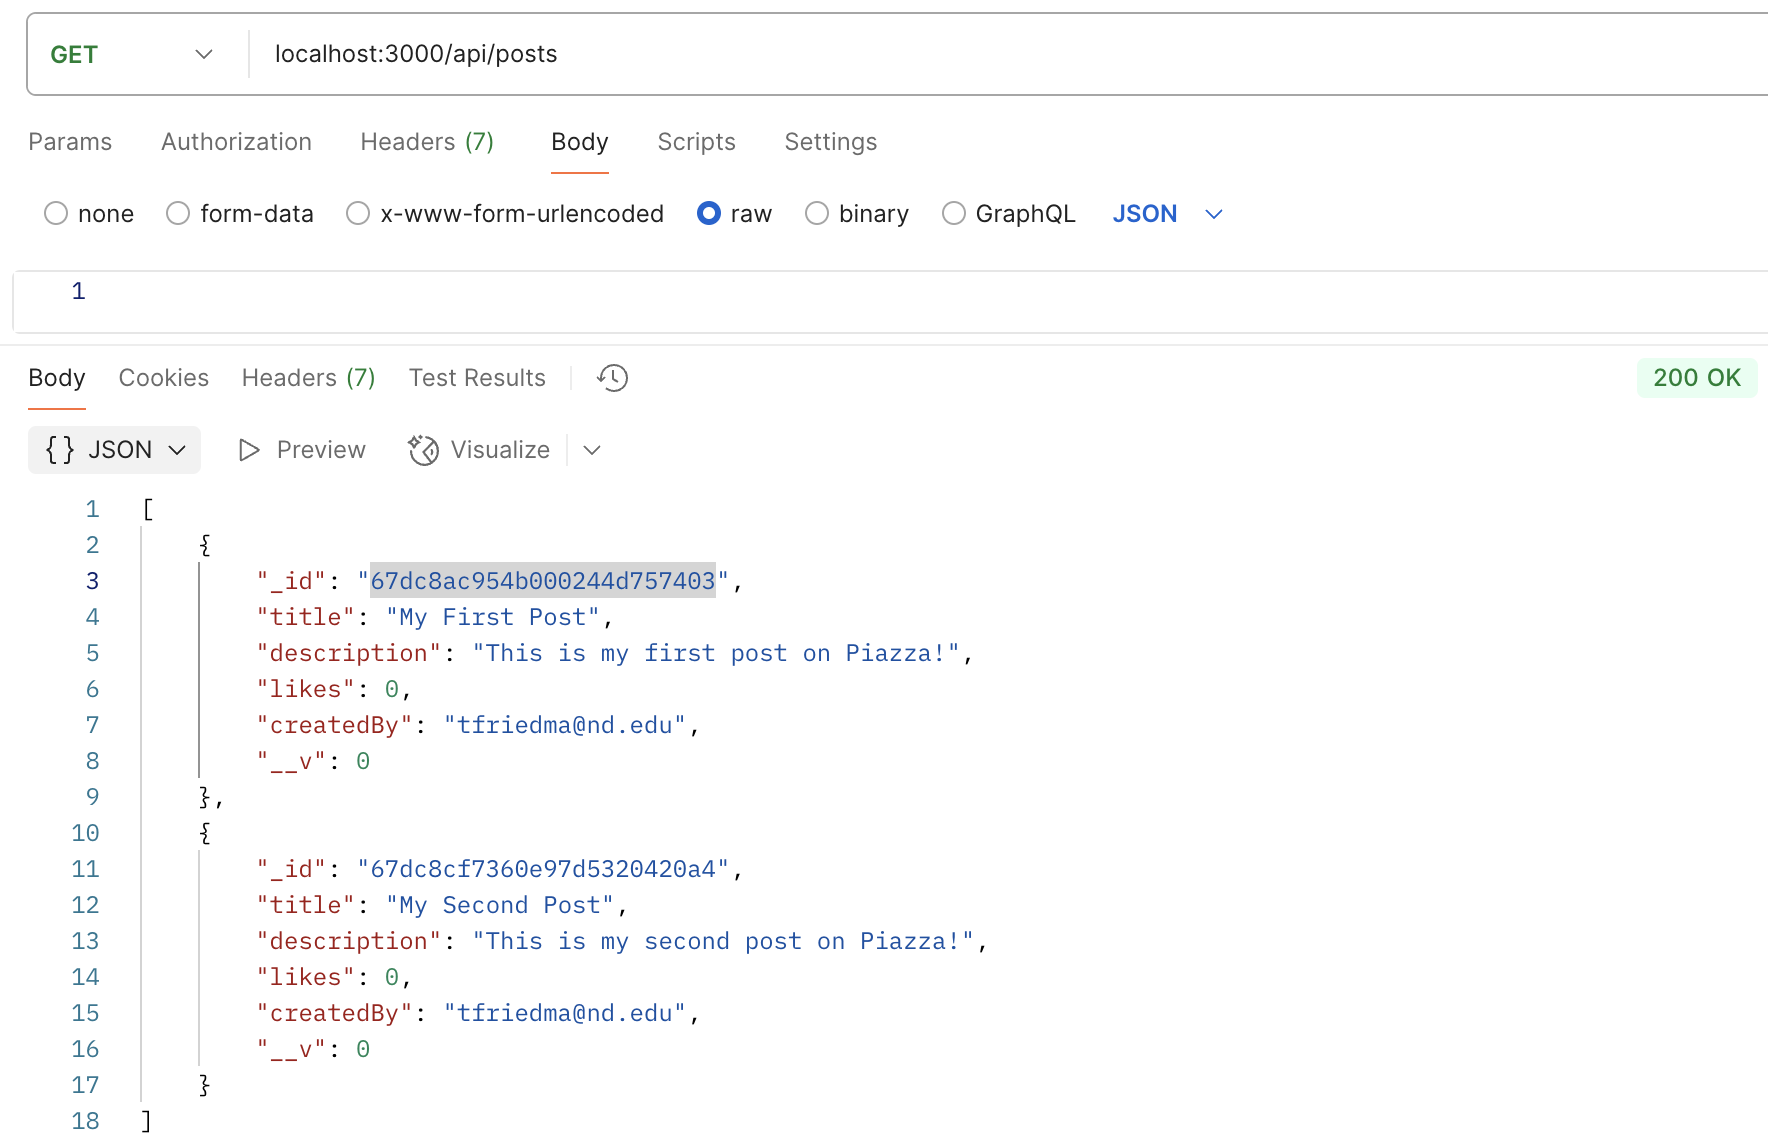 GET localhost:3000/api/posts
Params Authorization Headers (7) Body Scripts Settings
none form-data x-www-form-urlencoded raw binary GraphQL JSON
1
Body Cookies Headers (7) Test Results 200 OK
{} JSON Preview Visualize
1 [
2 {
3 "_id": "67dc8ac954b000244d757403",
4 "title": "My First Post",
5 "description": "This is my first post on Piazza!",
6 "likes": 0,
7 "createdBy": "tfriedma@nd.edu",
8 "__v": 0
9 },
10 {
11 "_id": "67dc8cf7360e97d5320420a4",
12 "title": "My Second Post",
13 "description": "This is my second post on Piazza!",
14 "likes": 0,
15 "createdBy": "tfriedma@nd.edu",
16 "__v": 0
17 }
18 ]